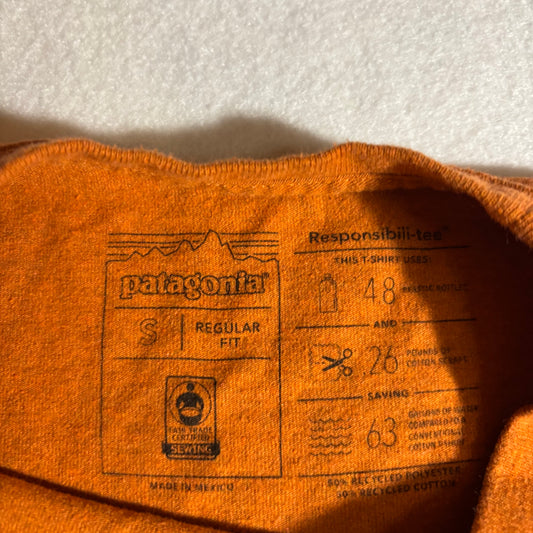 patagonia®
S
REGULAR
FIT
FAIR TRADE
CERTIFIED
SEWING
MADE IN MEXICO
Responsibili-tee™
THIS T-SHIRT USES:
48 PLASTIC BOTTLES
AND
26 POUNDS OF
COTTON SCRAPS
SAVING
63 GALLONS OF WATER
COMPARED TO A
CONVENTIONAL
COTTON T-SHIRT
50% RECYCLED POLYESTER
50% RECYCLED COTTON